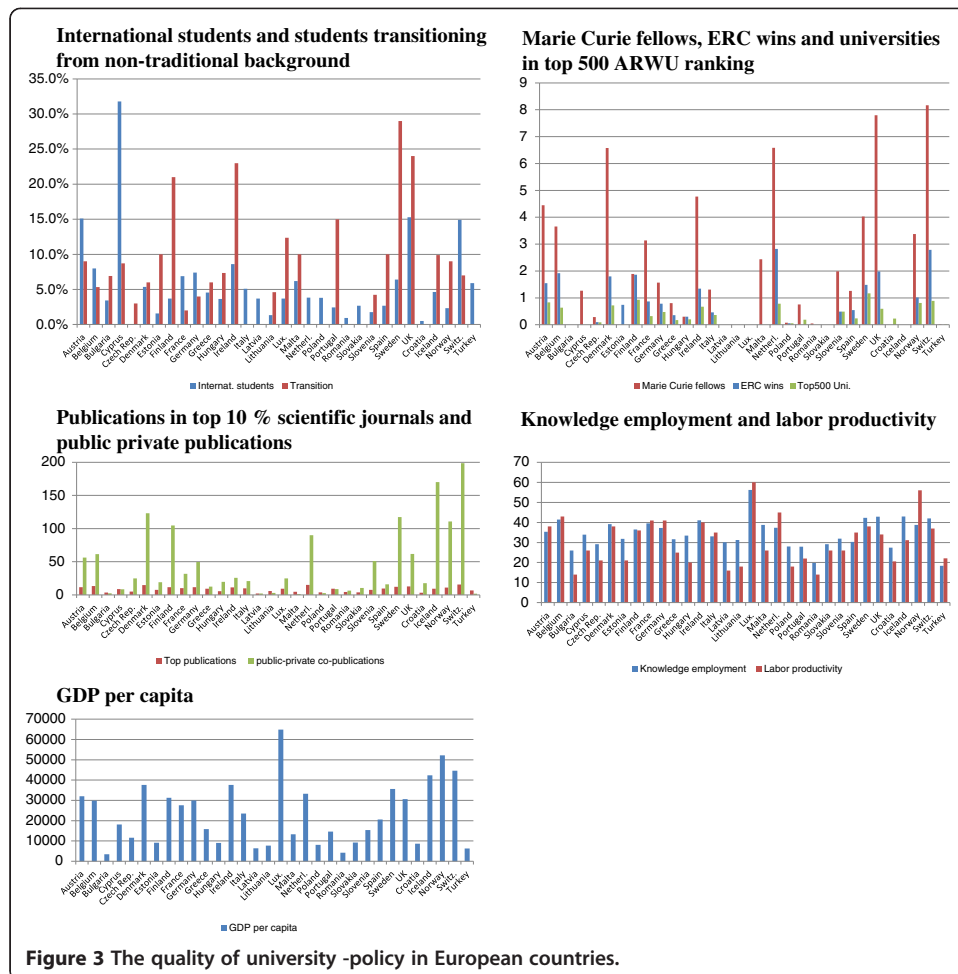 International students and students transitioning
from non-traditional background
35.0%
30.0%
25.0%
20.0%
15.0%
10.0%
5.0%
0.0%
Austria
Belgium
Bulgaria
Cyprus
Czech Rep.
Denmark
Estonia
Finland
France
Germany
Greece
Hungary
Ireland
Italy
Latvia
Lithuania
Lux.
Malta
Netherl.
Poland
Portugal
Romania
Slovakia
Slovenia
Spain
Sweden
UK
Croatia
Iceland
Norway
Switz.
Turkey
Internat. students
Transition
Marie Curie fellows, ERC wins and universities
in top 500 ARWU ranking
9
8
7
6
5
4
3
2
1
0
Austria
Belgium
Bulgaria
Cyprus
Czech Rep.
Denmark
Estonia
Finland
France
Germany
Greece
Hungary
Ireland
Italy
Latvia
Lithuania
Lux.
Malta
Netherl.
Poland
Portugal
Romania
Slovakia
Slovenia
Spain
Sweden
UK
Croatia
Iceland
Norway
Switz.
Turkey
Marie Curie fellows
ERC wins
Top500 Uni.
Publications in top 10 % scientific journals and
public private publications
200
150
100
50
0
Austria
Belgium
Bulgaria
Cyprus
Czech Rep.
Denmark
Estonia
Finland
France
Germany
Greece
Hungary
Ireland
Italy
Latvia
Lithuania
Lux.
Malta
Netherl.
Poland
Portugal
Romania
Slovakia
Slovenia
Spain
Sweden
UK
Croatia
Iceland
Norway
Switz.
Turkey
Top publications
public-private co-publications
Knowledge employment and labor productivity
70
60
50
40
30
20
10
0
Austria
Belgium
Bulgaria
Cyprus
Czech Rep.
Denmark
Estonia
Finland
France
Germany
Greece
Hungary
Ireland
Italy
Latvia
Lithuania
Lux.
Malta
Netherl.
Poland
Portugal
Romania
Slovakia
Slovenia
Spain
Sweden
UK
Croatia
Iceland
Norway
Switz.
Turkey
Knowledge employment
Labor productivity
GDP per capita
70000
60000
50000
40000
30000
20000
10000
0
Austria
Belgium
Bulgaria
Cyprus
Czech Rep.
Denmark
Estonia
Finland
France
Germany
Greece
Hungary
Ireland
Italy
Latvia
Lithuania
Lux.
Malta
Netherl.
Poland
Portugal
Romania
Slovakia
Slovenia
Spain
Sweden
UK
Croatia
Iceland
Norway
Switz.
Turkey
GDP per capita
Figure 3 The quality of university -policy in European countries.